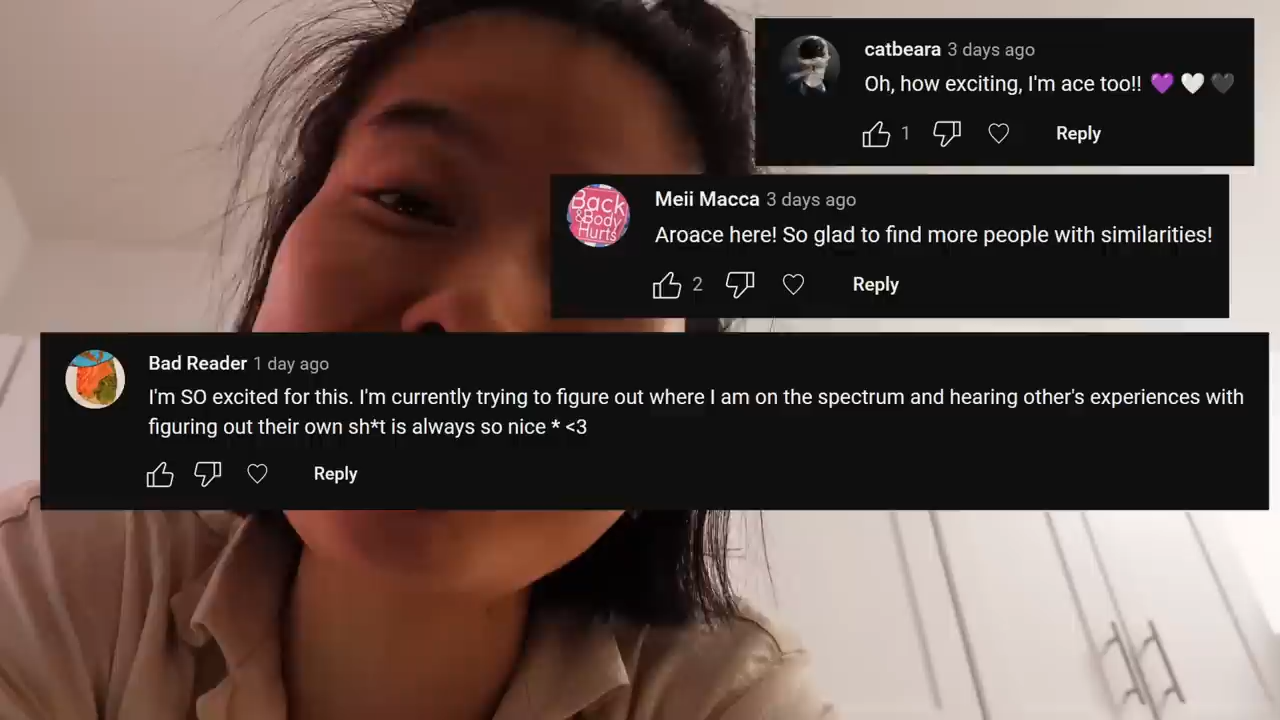 catbeara 3 days ago
Oh, how exciting, I'm ace too!! 💜 🤍 🖤
1 Reply
Meii Macca 3 days ago
Back
& Body
Hurts
Aroace here! So glad to find more people with similarities!
2 Reply
Bad Reader 1 day ago
I'm SO excited for this. I'm currently trying to figure out where I am on the spectrum and hearing other's experiences with
figuring out their own sh*t is always so nice * <3
Reply